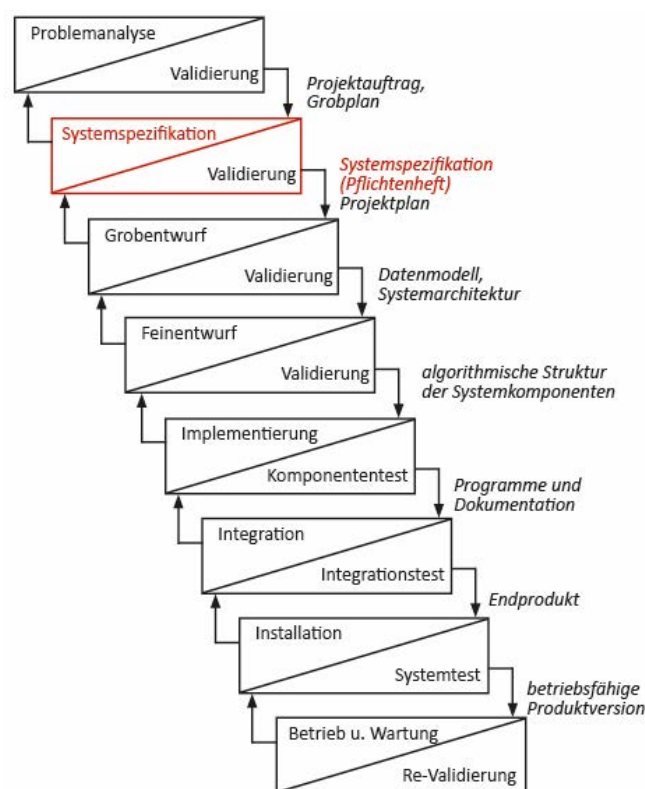 Problemanalyse
Validierung
Projektauftrag,
Grobplan
Systemspezifikation
Validierung
Systemspezifikation
(Pflichtenheft)
Projektplan
Grobentwurf
Validierung
Datenmodell,
Systemarchitektur
Feinentwurf
Validierung
algorithmische Struktur
der Systemkomponenten
Implementierung
Komponententest
Programme und
Dokumentation
Integration
Integrationstest
Endprodukt
Installation
Systemtest
betriebsfähige
Produktversion
Betrieb u. Wartung
Re-Validierung